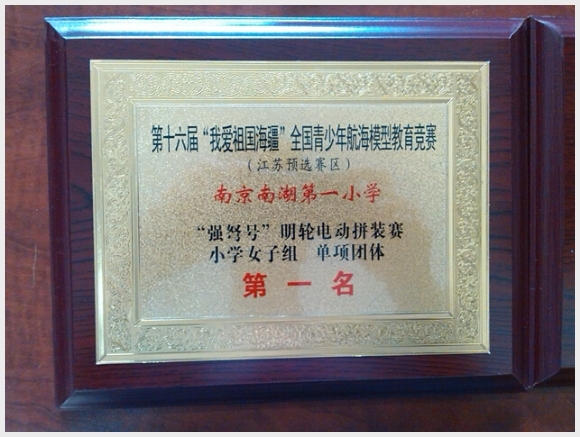 第十六届“我爱祖国海疆”全国青少年航海模型教育竞赛
（江苏预选赛区）
南京南湖第一小学
“强弩号”明轮电动拼装赛
小学女子组 单项团体
第一名